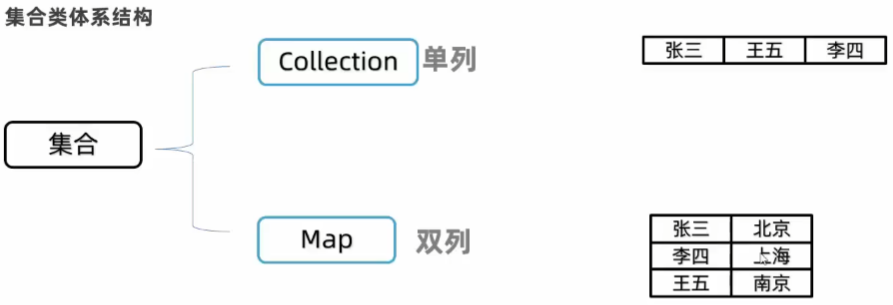 集合类体系结构
Collection 单列
张三 王五 李四
集合
Map 双列
张三 北京
李四 上海
王五 南京